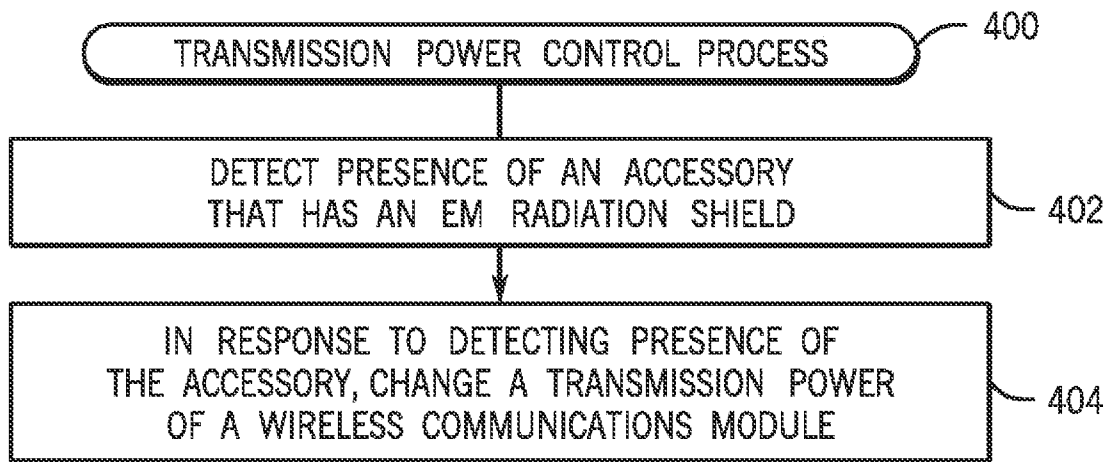 TRANSMISSION POWER CONTROL PROCESS
400
DETECT PRESENCE OF AN ACCESSORY
THAT HAS AN EM RADIATION SHIELD
402
IN RESPONSE TO DETECTING PRESENCE OF
THE ACCESSORY, CHANGE A TRANSMISSION POWER
OF A WIRELESS COMMUNICATIONS MODULE
404